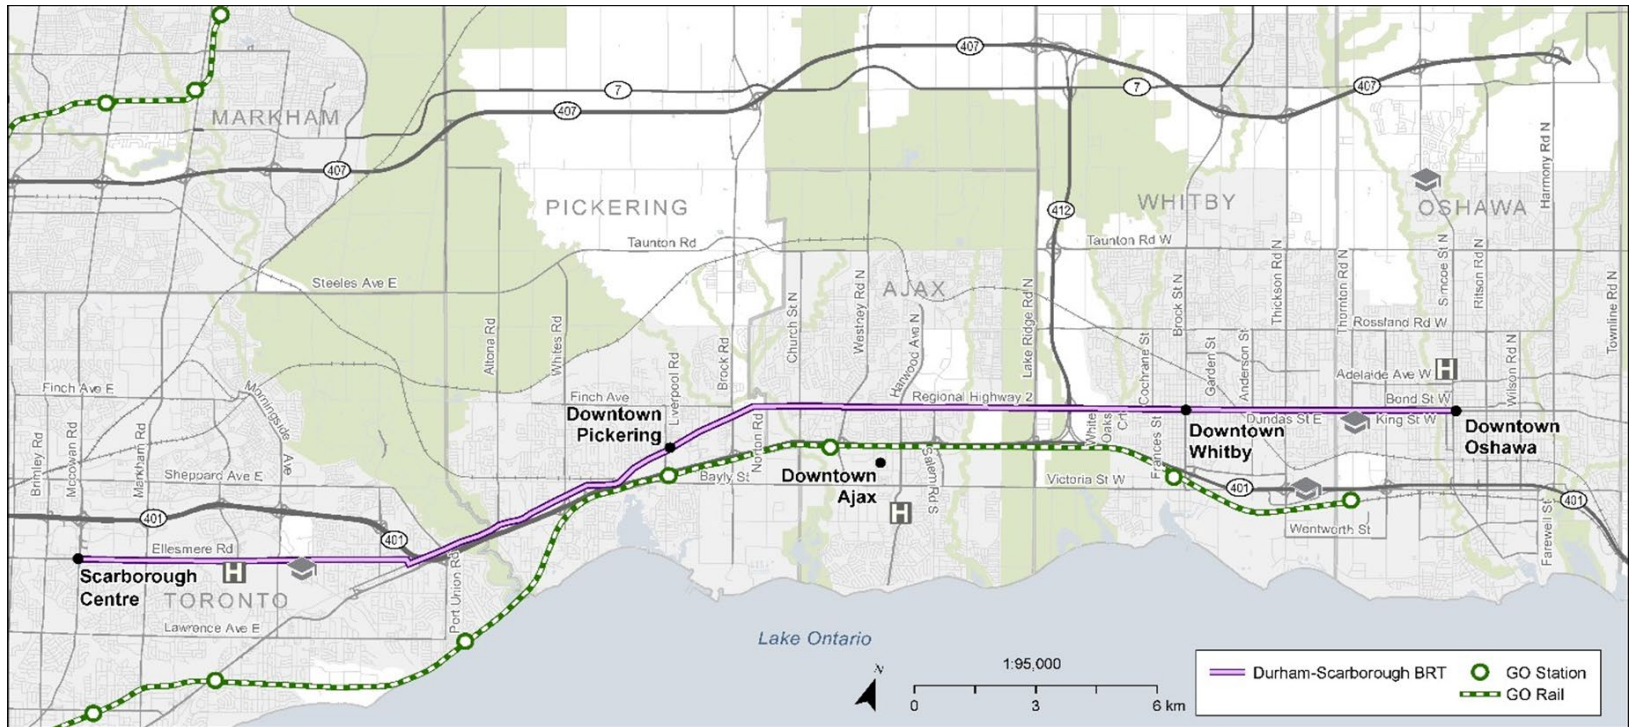 407
7
7
407
407
MARKHAM
407
PICKERING
WHITBY
412
OSHAWA
Harmony Rd N
Taunton Rd
Taunton Rd W
Steeles Ave E
AJAX
Altona Rd
Whites Rd
Liverpool Rd
Brock Rd
Church St N
Westney Rd N
Harwood Ave N
Lake Ridge Rd N
Cochrane St
Brock St N
Garden St
Anderson St
Thickson Rd N
Thornton Rd N
Simcoe St N
Ritson Rd N
Wilson Rd N
Townline Rd N
Rossland Rd W
Adelaide Ave W
H
Finch Ave E
Finch Ave
Regional Highway 2
Bond St W
Dundas St E
King St W
Downtown
Pickering
Downtown
Whitby
Downtown
Oshawa
Brimley Rd
Mccowan Rd
Markham Rd
Morningside
Ave
Norton Rd
White
Oaks
Crt
Frances St
Sheppard Ave E
Bayly St
Downtown
Ajax
Salem Rd S
Victoria St W
401
401
401
401
H
Wentworth St
Farewell St
Ellesmere Rd
H
Scarborough
Centre
TORONTO
Port Union Rd
Lawrence Ave E
Lake Ontario
N
1:95,000
0 3 6 km
Durham-Scarborough BRT
GO Station
GO Rail